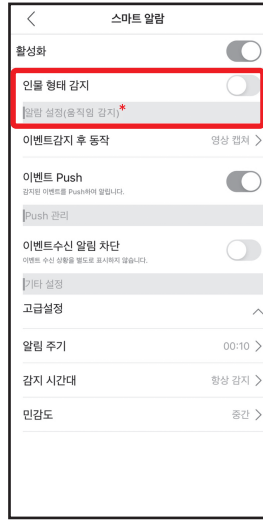 스마트 알람
활성화
인물 형태 감지
알람 설정(움직임 감지)*
이벤트감지 후 동작 영상 캡쳐
이벤트 Push
감지된 이벤트를 Push하여 알립니다.
Push 관리
이벤트수신 알림 차단
이벤트 수신 상황을 별도로 표시하지 않습니다.
기타 설정
고급설정
알림 주기 00:10
감지 시간대 항상 감지
민감도 중간